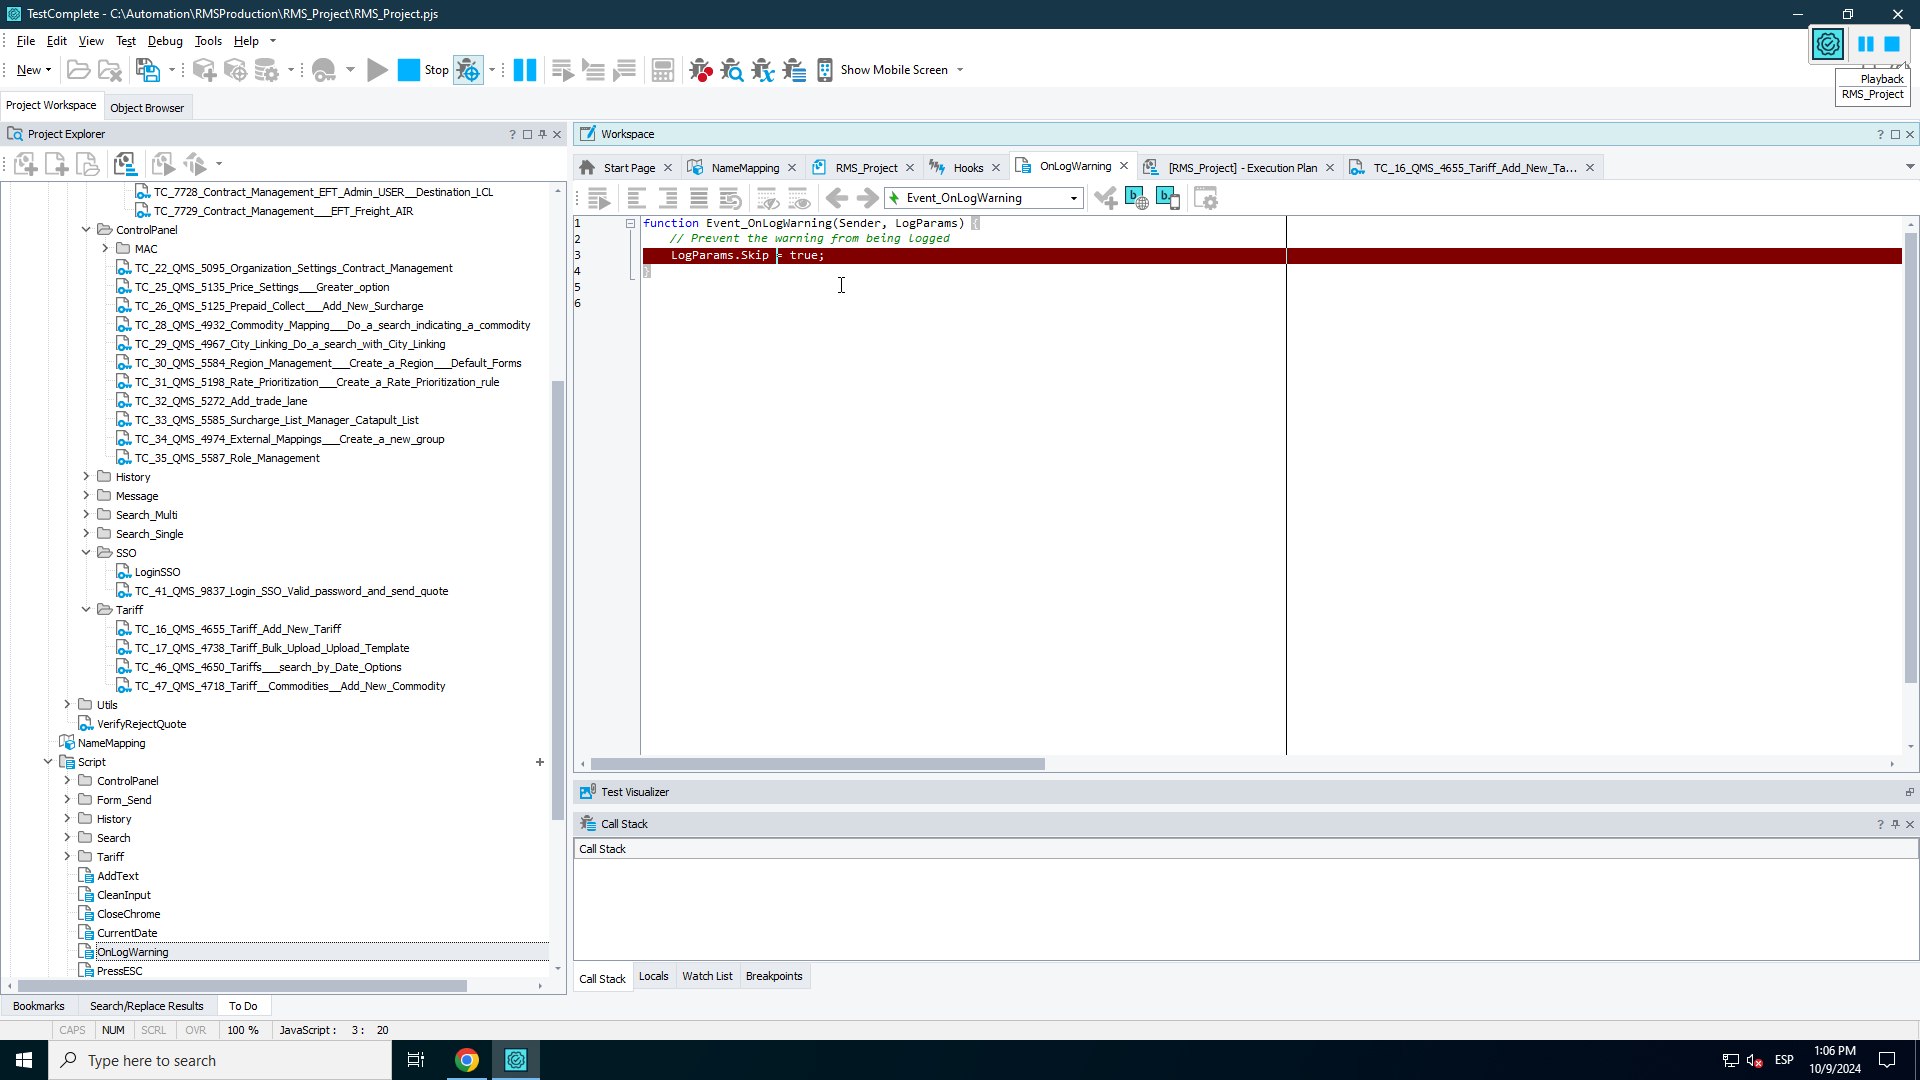 TestComplete - C:\Automation\RMSProduction\RMS_Project\RMS_Project.pjs
File Edit View Test Debug Tools Help
New Stop Show Mobile Screen
Playback
RMS_Project
Project Workspace Object Browser
Project Explorer
TC_7728_Contract_Management_EFT_Admin_USER__Destination_LCL
TC_7729_Contract_Management___EFT_Freight_AIR
ControlPanel
MAC
TC_22_QMS_5095_Organization_Settings_Contract_Management
TC_25_QMS_5135_Price_Settings___Greater_option
TC_26_QMS_5125_Prepaid_Collect___Add_New_Surcharge
TC_28_QMS_4932_Commodity_Mapping___Do_a_search_indicating_a_commodity
TC_29_QMS_4967_City_Linking_Do_a_search_with_City_Linking
TC_30_QMS_5584_Region_Management___Create_a_Region___Default_Forms
TC_31_QMS_5198_Rate_Prioritization___Create_a_Rate_Prioritization_rule
TC_32_QMS_5272_Add_trade_lane
TC_33_QMS_5585_Surcharge_List_Manager_Catapult_List
TC_34_QMS_4974_External_Mappings___Create_a_new_group
TC_35_QMS_5587_Role_Management
History
Message
Search_Multi
Search_Single
SSO
LoginSSO
TC_41_QMS_9837_Login_SSO_Valid_password_and_send_quote
Tariff
TC_16_QMS_4655_Tariff_Add_New_Tariff
TC_17_QMS_4738_Tariff_Bulk_Upload_Upload_Template
TC_46_QMS_4650_Tariffs___search_by_Date_Options
TC_47_QMS_4718_Tariff__Commodities__Add_New_Commodity
Utils
VerifyRejectQuote
NameMapping
Script
ControlPanel
Form_Send
History
Search
Tariff
AddText
CleanInput
CloseChrome
CurrentDate
OnLogWarning
PressESC
Bookmarks Search/Replace Results To Do
Workspace
Start Page NameMapping RMS_Project Hooks OnLogWarning [RMS_Project] - Execution Plan TC_16_QMS_4655_Tariff_Add_New_Ta...
Event_OnLogWarning
1 function Event_OnLogWarning(Sender, LogParams) {
2 // Prevent the warning from being logged
3 LogParams.Skip = true;
4 }
5
6
Test Visualizer
Call Stack
Call Stack
Call Stack Locals Watch List Breakpoints
CAPS NUM SCRL OVR 100 % JavaScript : 3 : 20
Type here to search
ESP
1:06 PM
10/9/2024